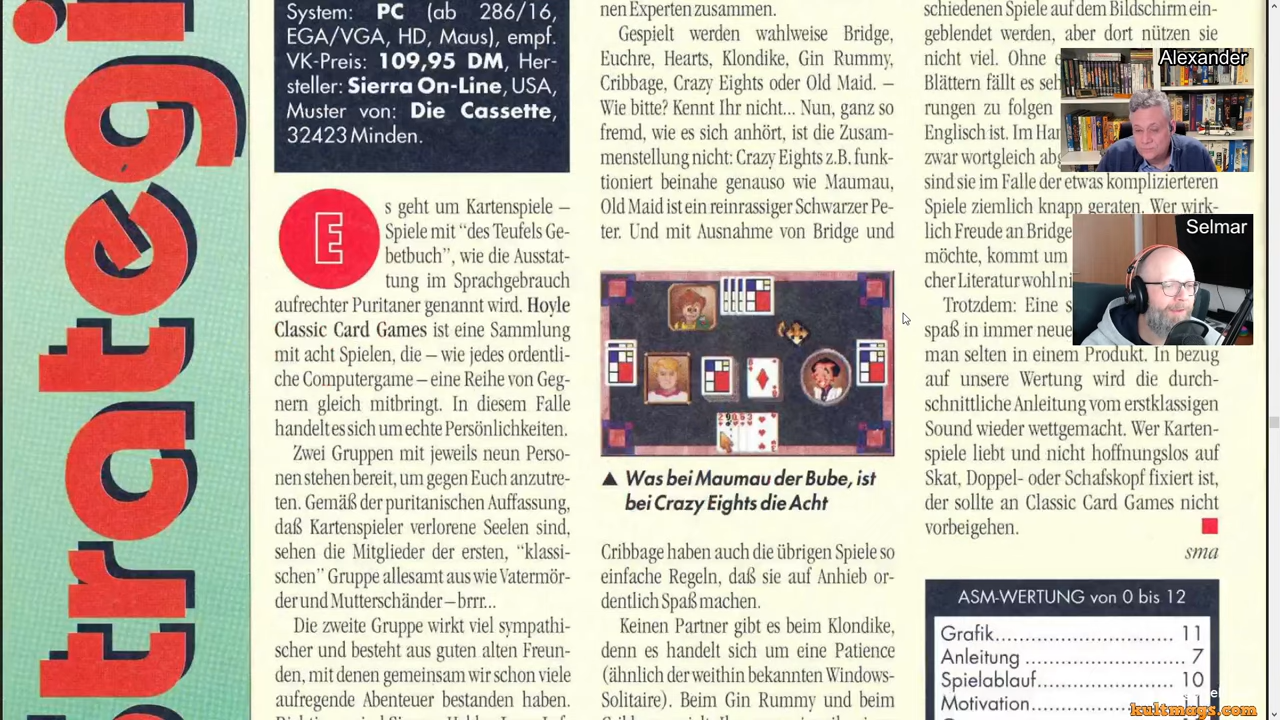 Strategi
System: PC (ab 286/16,
EGA/VGA, HD, Maus), empf.
VK-Preis: 109,95 DM, Her-
steller: Sierra On-Line, USA,
Muster von: Die Cassette,
32423 Minden.
Es geht um Kartenspiele –
Spiele mit “des Teufels Ge-
betbuch”, wie die Ausstat-
tung im Sprachgebrauch
aufrechter Puritaner genannt wird. Hoyle
Classic Card Games ist eine Sammlung
mit acht Spielen, die – wie jedes ordentli-
che Computergame – eine Reihe von Geg-
nern gleich mitbringt. In diesem Falle
handelt es sich um echte Persönlichkeiten.
Zwei Gruppen mit jeweils neun Perso-
nen stehen bereit, um gegen Euch anzutre-
ten. Gemäß der puritanischen Auffassung,
daß Kartenspieler verlorene Seelen sind,
sehen die Mitglieder der ersten, “klassi-
schen” Gruppe allesamt aus wie Vatermör-
der und Mutterschänder – brrr...
Die zweite Gruppe wirkt viel sympathi-
scher und besteht aus guten alten Freun-
den, mit denen gemeinsam wir schon viele
aufregende Abenteuer bestanden haben.
nen Experten zusammen.
Gespielt werden wahlweise Bridge,
Euchre, Hearts, Klondike, Gin Rummy,
Cribbage, Crazy Eights oder Old Maid. –
Wie bitte? Kennt Ihr nicht... Nun, ganz so
fremd, wie es sich anhört, ist die Zusam-
menstellung nicht: Crazy Eights z.B. funk-
tioniert beinahe genauso wie Maumau,
Old Maid ist ein reinrassiger Schwarzer Pe-
ter. Und mit Ausnahme von Bridge und
▲ Was bei Maumau der Bube, ist
bei Crazy Eights die Acht
Cribbage haben auch die übrigen Spiele so
einfache Regeln, daß sie auf Anhieb or-
dentlich Spaß machen.
Keinen Partner gibt es beim Klondike,
denn es handelt sich um eine Patience
(ähnlich der weithin bekannten Windows-
Solitaire). Beim Gin Rummy und beim
schiedenen Spiele auf dem Bildschirm ein-
geblendet werden, aber dort nützen sie
nicht viel. Ohne
Blättern fällt es
rungen zu folgen
Englisch ist. Im
zwar wortgleich
sind sie im Falle der etwas komplizierteren
Spiele ziemlich knapp geraten. Wer wirk-
lich Freude an Bridge
möchte, kommt um
cher Literatur wohl
Trotzdem: Eine
spaß in immer neue
man selten in einem Produkt. In bezug
auf unsere Wertung wird die durch-
schnittliche Anleitung vom erstklassigen
Sound wieder wettgemacht. Wer Karten-
spiele liebt und nicht hoffnungslos auf
Skat, Doppel- oder Schafskopf fixiert ist,
der sollte an Classic Card Games nicht
vorbeigehen.
sma
ASM-WERTUNG von 0 bis 12
Grafik 11
Anleitung 7
Spielablauf 10
Motivation
Alexander
Selmar
kultmags.com